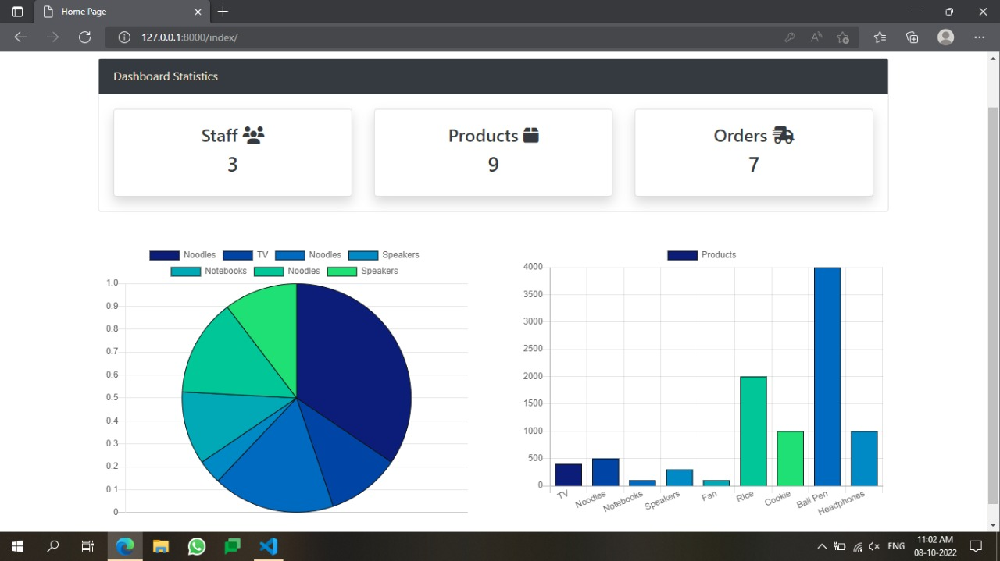 Home Page
127.0.0.1:8000/index/
Dashboard Statistics
Staff
3
Products
9
Orders
7
Noodles TV Noodles Speakers
Notebooks Noodles Speakers
1.0
0.9
0.8
0.7
0.6
0.5
0.4
0.3
0.2
0.1
0
Products
4000
3500
3000
2500
2000
1500
1000
500
0
TV Noodles Notebooks Speakers Fan Rice Cookie Ball Pen Headphones
ENG
11:02 AM
08-10-2022